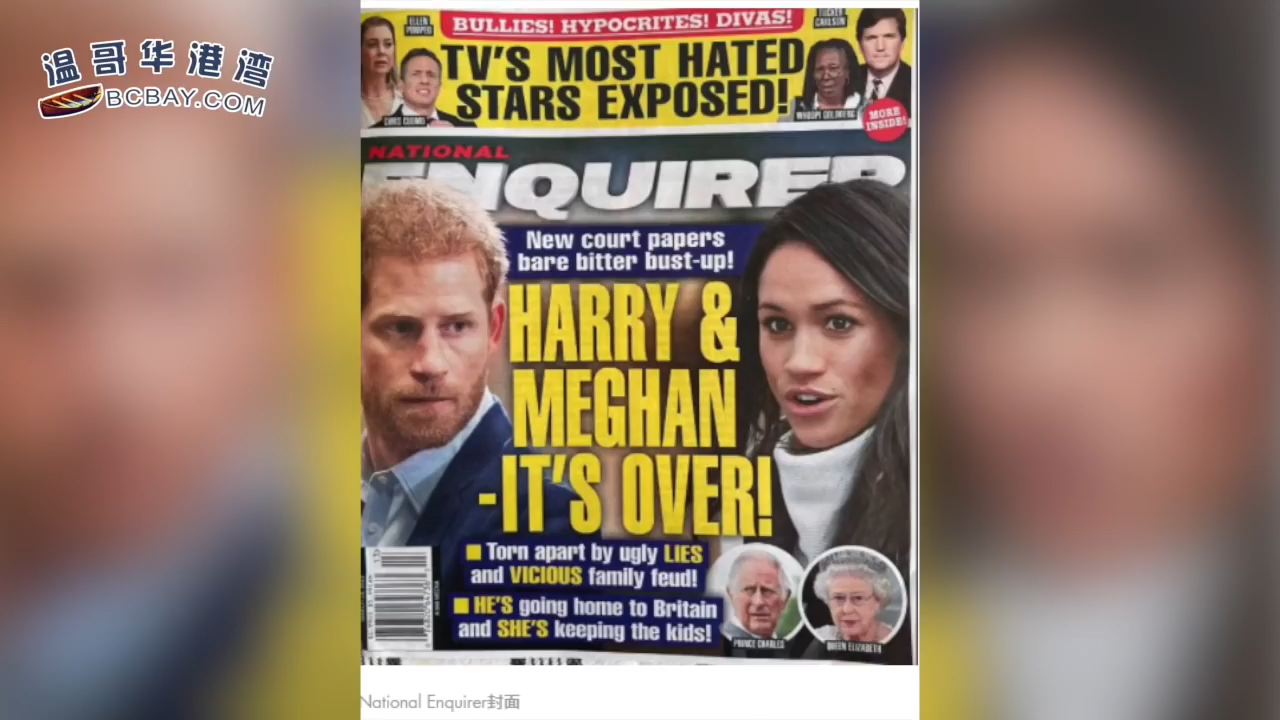 温哥华港湾
BCBAY.COM
BULLIES! HYPOCRITES! DIVAS!
ELLEN
POMPEO
TUCKER
CARLSON
TV'S MOST HATED
STARS EXPOSED!
CHRIS CUOMO
WHOOPI GOLDBERG
MORE
INSIDE!
NATIONAL
ENQUIRER
New court papers
bare bitter bust-up!
HARRY &
MEGHAN
-IT'S OVER!
Torn apart by ugly LIES
and VICIOUS family feud!
HE'S going home to Britain
and SHE'S keeping the kids!
PRINCE CHARLES
QUEEN ELIZABETH
National Enquirer封面